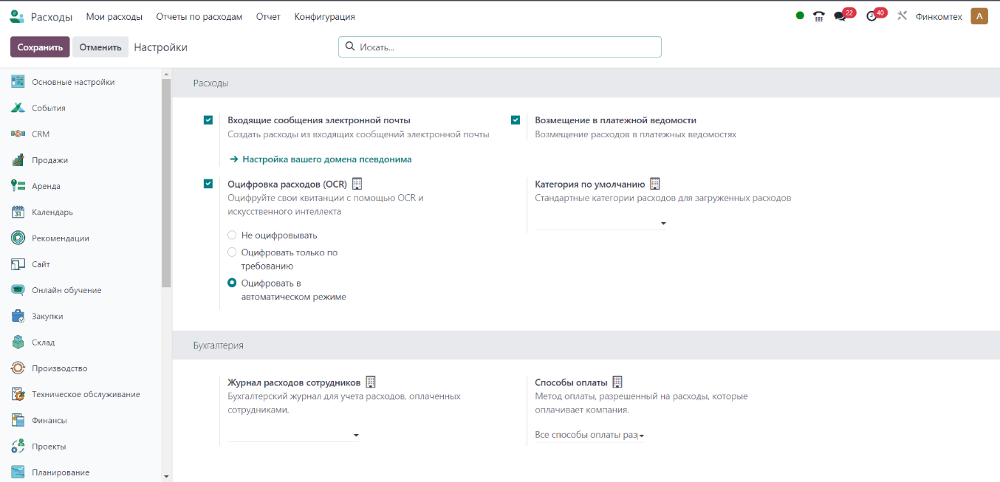 Расходы Мои расходы Отчеты по расходам Отчет Конфигурация 22 40 Финкомтех A
Сохранить Отменить Настройки Искать...
Основные настройки
События
CRM
Продажи
Аренда
31 Календарь
Рекомендации
Сайт
Онлайн обучение
Закупки
Склад
Производство
Техническое обслуживание
Финансы
Проекты
Планирование
Расходы
Входящие сообщения электронной почты
Создать расходы из входящих сообщений электронной почты
Настройка вашего домена псевдонима
Возмещение в платежной ведомости
Возмещение расходов в платежных ведомостях
Оцифровка расходов (OCR)
Оцифруйте свои квитанции с помощью OCR и
искусственного интеллекта
Не оцифровывать
Оцифровать только по
требованию
Оцифровать в
автоматическом режиме
Категория по умолчанию
Стандартные категории расходов для загруженных расходов
Бухгалтерия
Журнал расходов сотрудников
Бухгалтерский журнал для учета расходов, оплаченных
сотрудниками.
Способы оплаты
Метод оплаты, разрешенный на расходы, которые
оплачивает компания.
Все способы оплаты раз